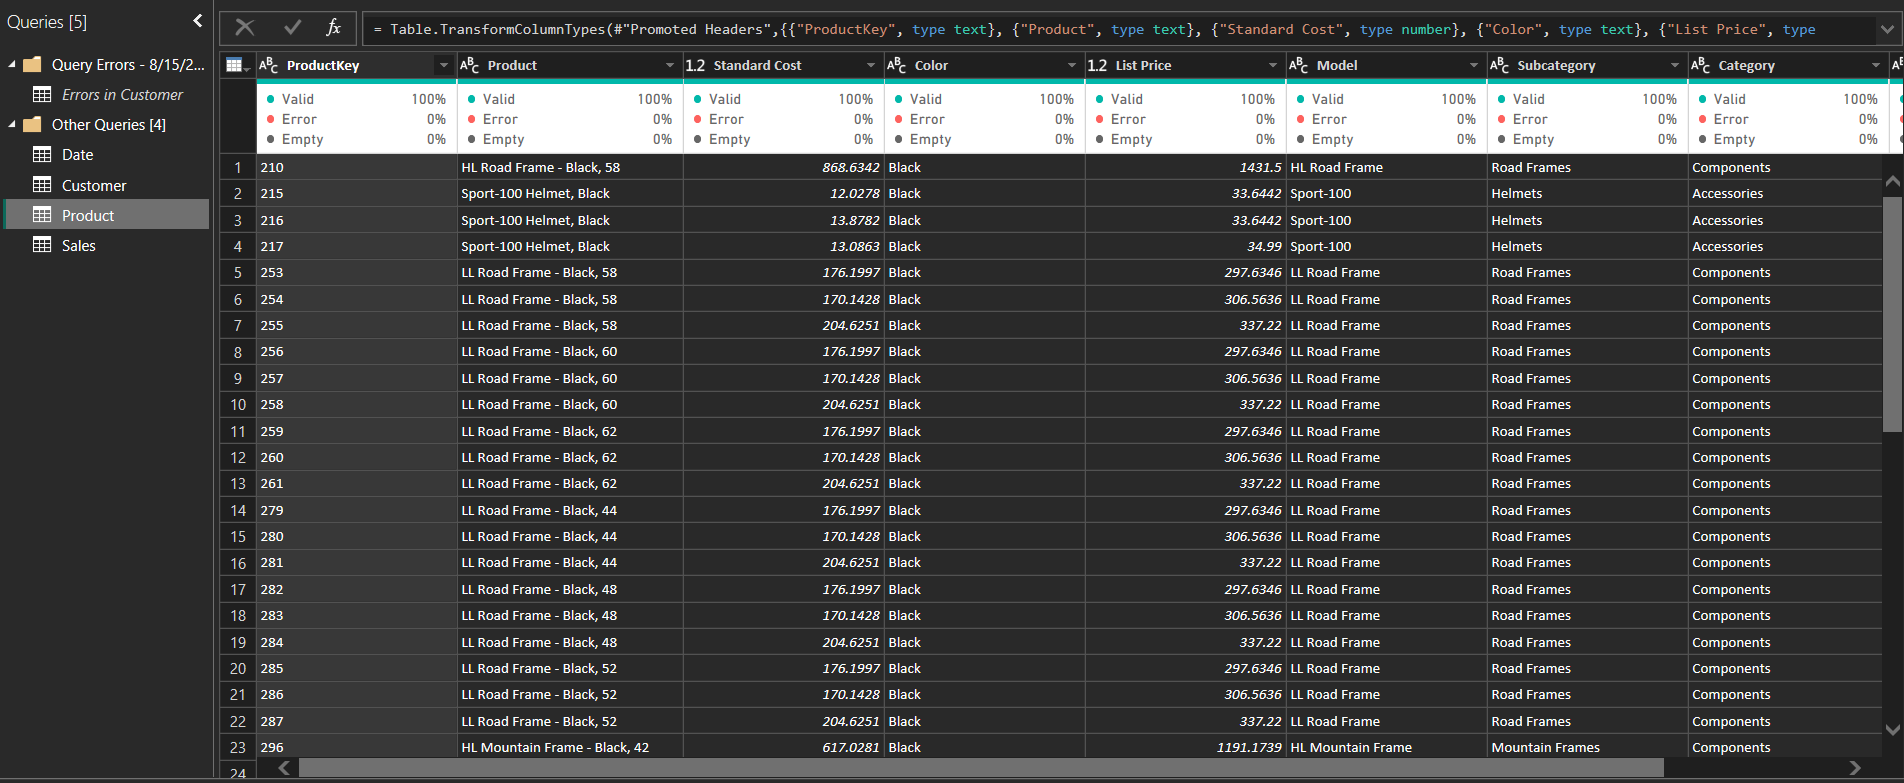 Queries [5]
Query Errors - 8/15/2...
Errors in Customer
Other Queries [4]
Date
Customer
Product
Sales
fx
= Table.TransformColumnTypes(#"Promoted Headers",{{"ProductKey", type text}, {"Product", type text}, {"Standard Cost", type number}, {"Color", type text}, {"List Price", type
ABC ProductKey ABC Product 1.2 Standard Cost ABC Color 1.2 List Price ABC Model ABC Subcategory ABC Category
Valid 100% Valid 100% Valid 100% Valid 100% Valid 100% Valid 100% Valid 100% Valid 100%
Error 0% Error 0% Error 0% Error 0% Error 0% Error 0% Error 0% Error 0%
Empty 0% Empty 0% Empty 0% Empty 0% Empty 0% Empty 0% Empty 0% Empty 0%
1 210 HL Road Frame - Black, 58 868.6342 Black 1431.5 HL Road Frame Road Frames Components
2 215 Sport-100 Helmet, Black 12.0278 Black 33.6442 Sport-100 Helmets Accessories
3 216 Sport-100 Helmet, Black 13.8782 Black 33.6442 Sport-100 Helmets Accessories
4 217 Sport-100 Helmet, Black 13.0863 Black 34.99 Sport-100 Helmets Accessories
5 253 LL Road Frame - Black, 58 176.1997 Black 297.6346 LL Road Frame Road Frames Components
6 254 LL Road Frame - Black, 58 170.1428 Black 306.5636 LL Road Frame Road Frames Components
7 255 LL Road Frame - Black, 58 204.6251 Black 337.22 LL Road Frame Road Frames Components
8 256 LL Road Frame - Black, 60 176.1997 Black 297.6346 LL Road Frame Road Frames Components
9 257 LL Road Frame - Black, 60 170.1428 Black 306.5636 LL Road Frame Road Frames Components
10 258 LL Road Frame - Black, 60 204.6251 Black 337.22 LL Road Frame Road Frames Components
11 259 LL Road Frame - Black, 62 176.1997 Black 297.6346 LL Road Frame Road Frames Components
12 260 LL Road Frame - Black, 62 170.1428 Black 306.5636 LL Road Frame Road Frames Components
13 261 LL Road Frame - Black, 62 204.6251 Black 337.22 LL Road Frame Road Frames Components
14 279 LL Road Frame - Black, 44 176.1997 Black 297.6346 LL Road Frame Road Frames Components
15 280 LL Road Frame - Black, 44 170.1428 Black 306.5636 LL Road Frame Road Frames Components
16 281 LL Road Frame - Black, 44 204.6251 Black 337.22 LL Road Frame Road Frames Components
17 282 LL Road Frame - Black, 48 176.1997 Black 297.6346 LL Road Frame Road Frames Components
18 283 LL Road Frame - Black, 48 170.1428 Black 306.5636 LL Road Frame Road Frames Components
19 284 LL Road Frame - Black, 48 204.6251 Black 337.22 LL Road Frame Road Frames Components
20 285 LL Road Frame - Black, 52 176.1997 Black 297.6346 LL Road Frame Road Frames Components
21 286 LL Road Frame - Black, 52 170.1428 Black 306.5636 LL Road Frame Road Frames Components
22 287 LL Road Frame - Black, 52 204.6251 Black 337.22 LL Road Frame Road Frames Components
23 296 HL Mountain Frame - Black, 42 617.0281 Black 1191.1739 HL Mountain Frame Mountain Frames Components
24